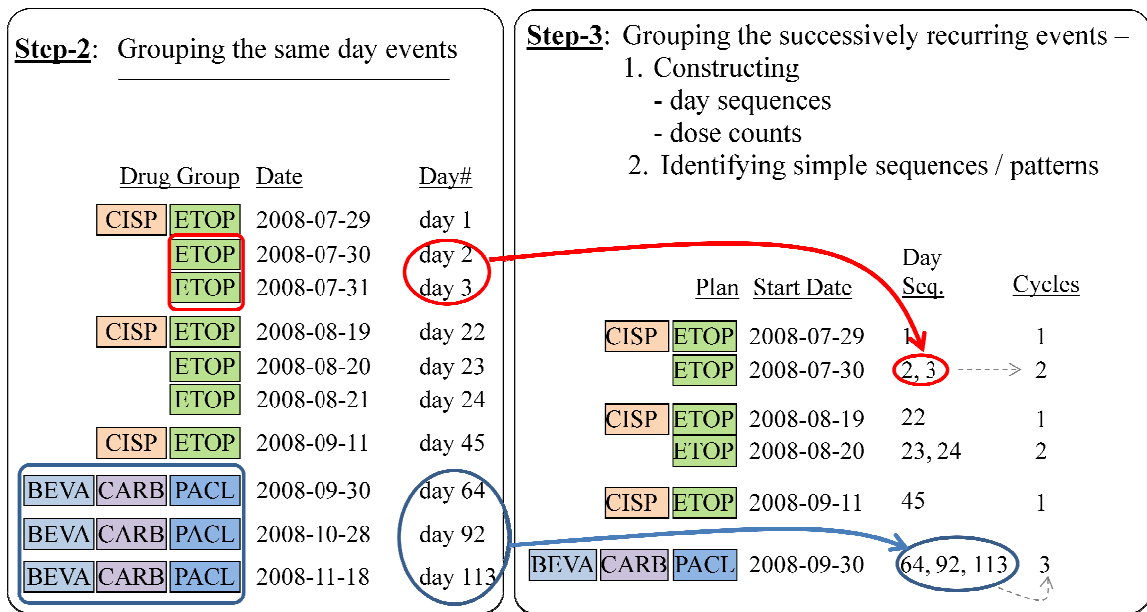 Step-2: Grouping the same day events
Drug Group Date Day#
CISP ETOP 2008-07-29 day 1
ETOP 2008-07-30 day 2
ETOP 2008-07-31 day 3
CISP ETOP 2008-08-19 day 22
ETOP 2008-08-20 day 23
ETOP 2008-08-21 day 24
CISP ETOP 2008-09-11 day 45
BEVA CARB PACL 2008-09-30 day 64
BEVA CARB PACL 2008-10-28 day 92
BEVA CARB PACL 2008-11-18 day 113
Step-3: Grouping the successively recurring events –
1. Constructing
- day sequences
- dose counts
2. Identifying simple sequences / patterns
Day
Plan Start Date Seq. Cycles
CISP ETOP 2008-07-29 1 1
ETOP 2008-07-30 2, 3 2
CISP ETOP 2008-08-19 22 1
ETOP 2008-08-20 23, 24 2
CISP ETOP 2008-09-11 45 1
BEVA CARB PACL 2008-09-30 64, 92, 113 3